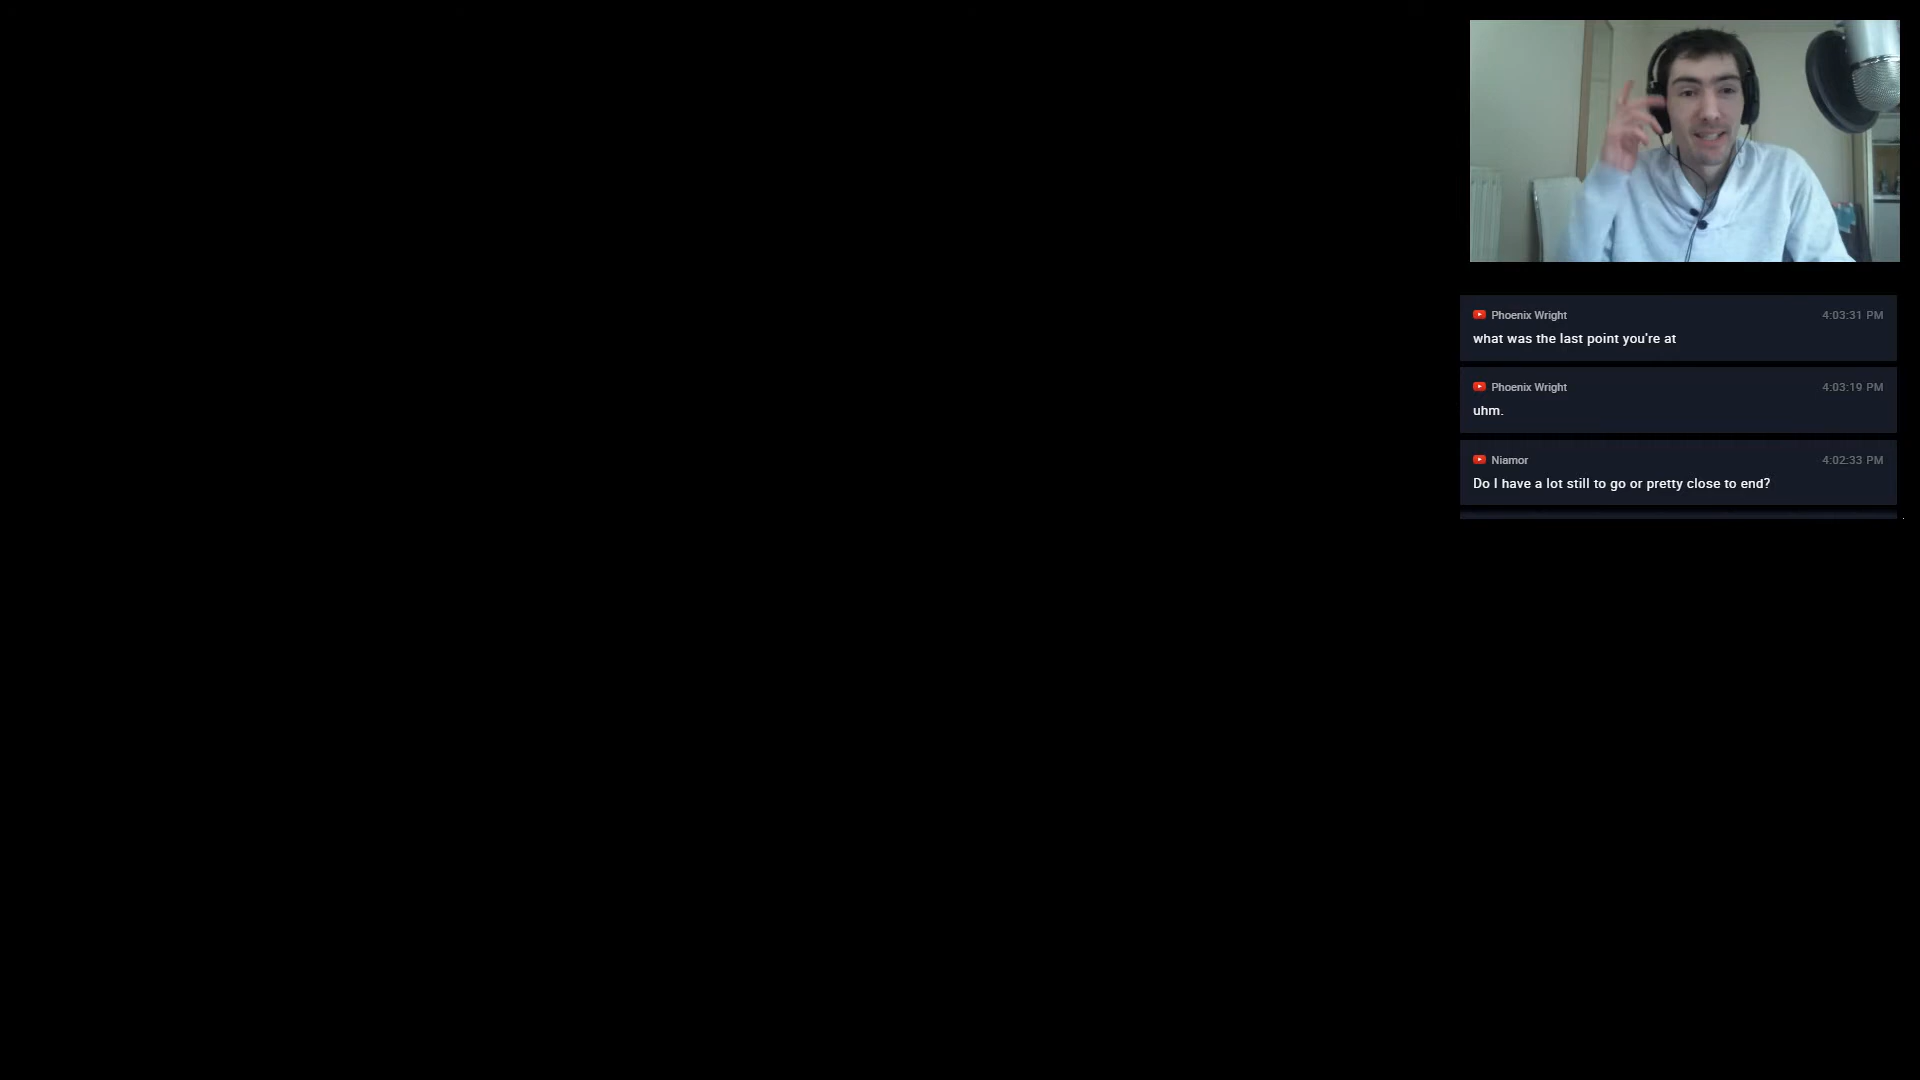 Phoenix Wright 4:03:31 PM
what was the last point you're at
Phoenix Wright 4:03:19 PM
uhm.
Niamor 4:02:33 PM
Do I have a lot still to go or pretty close to end?